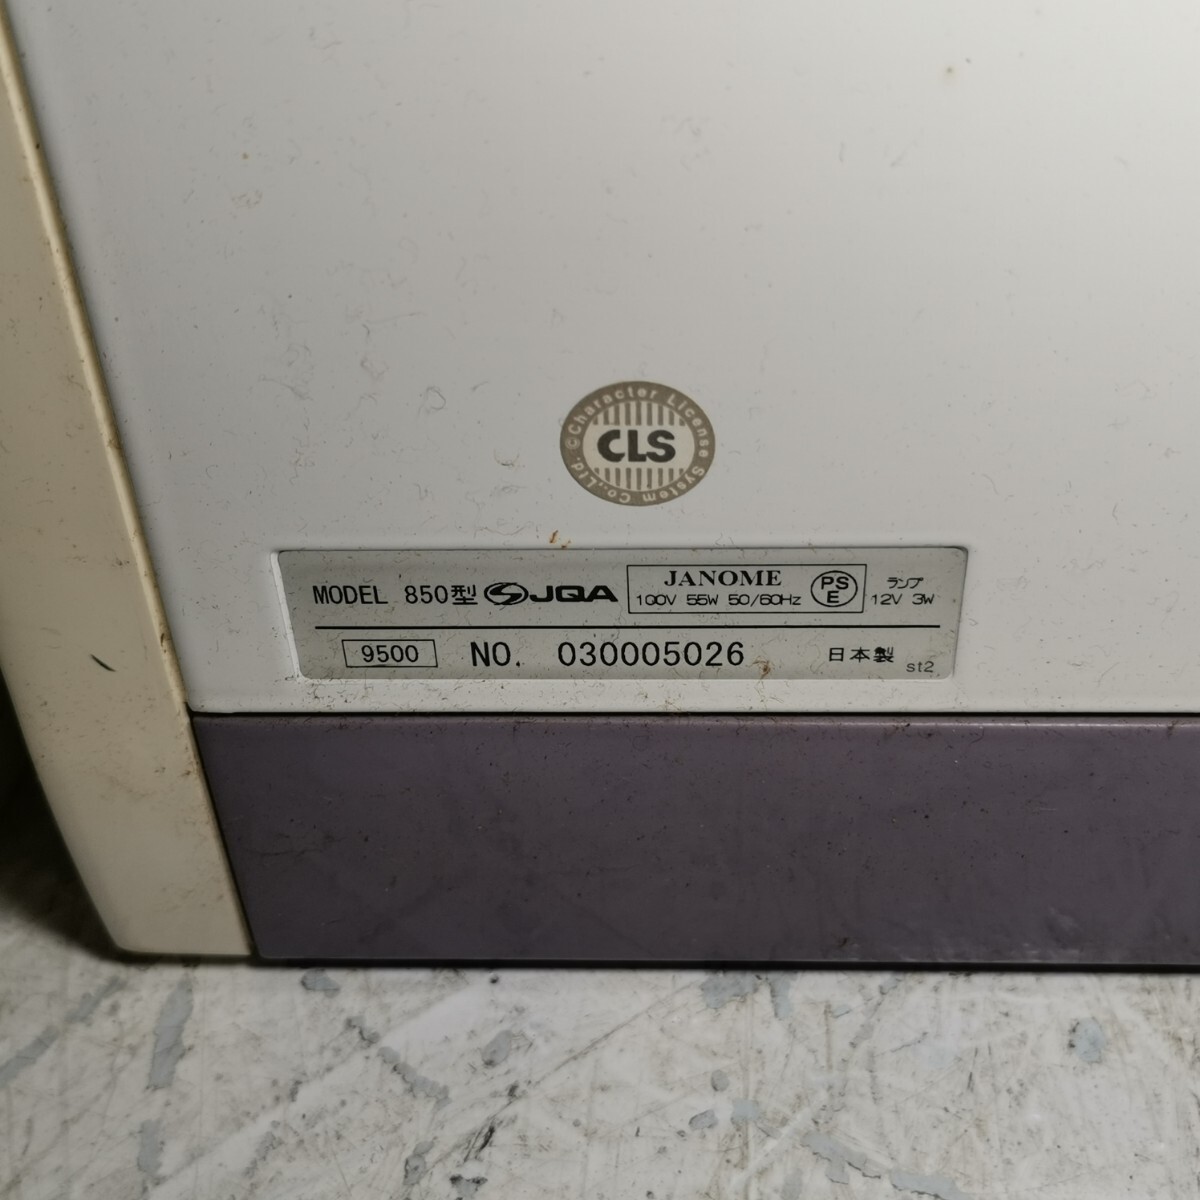 ©Character License System Co.,Ltd.
CLS
MODEL 850型 JQA JANOME 100V 55W 50/60Hz PSE ランプ 12V 3W
9500 NO. 030005026 日本製 st2